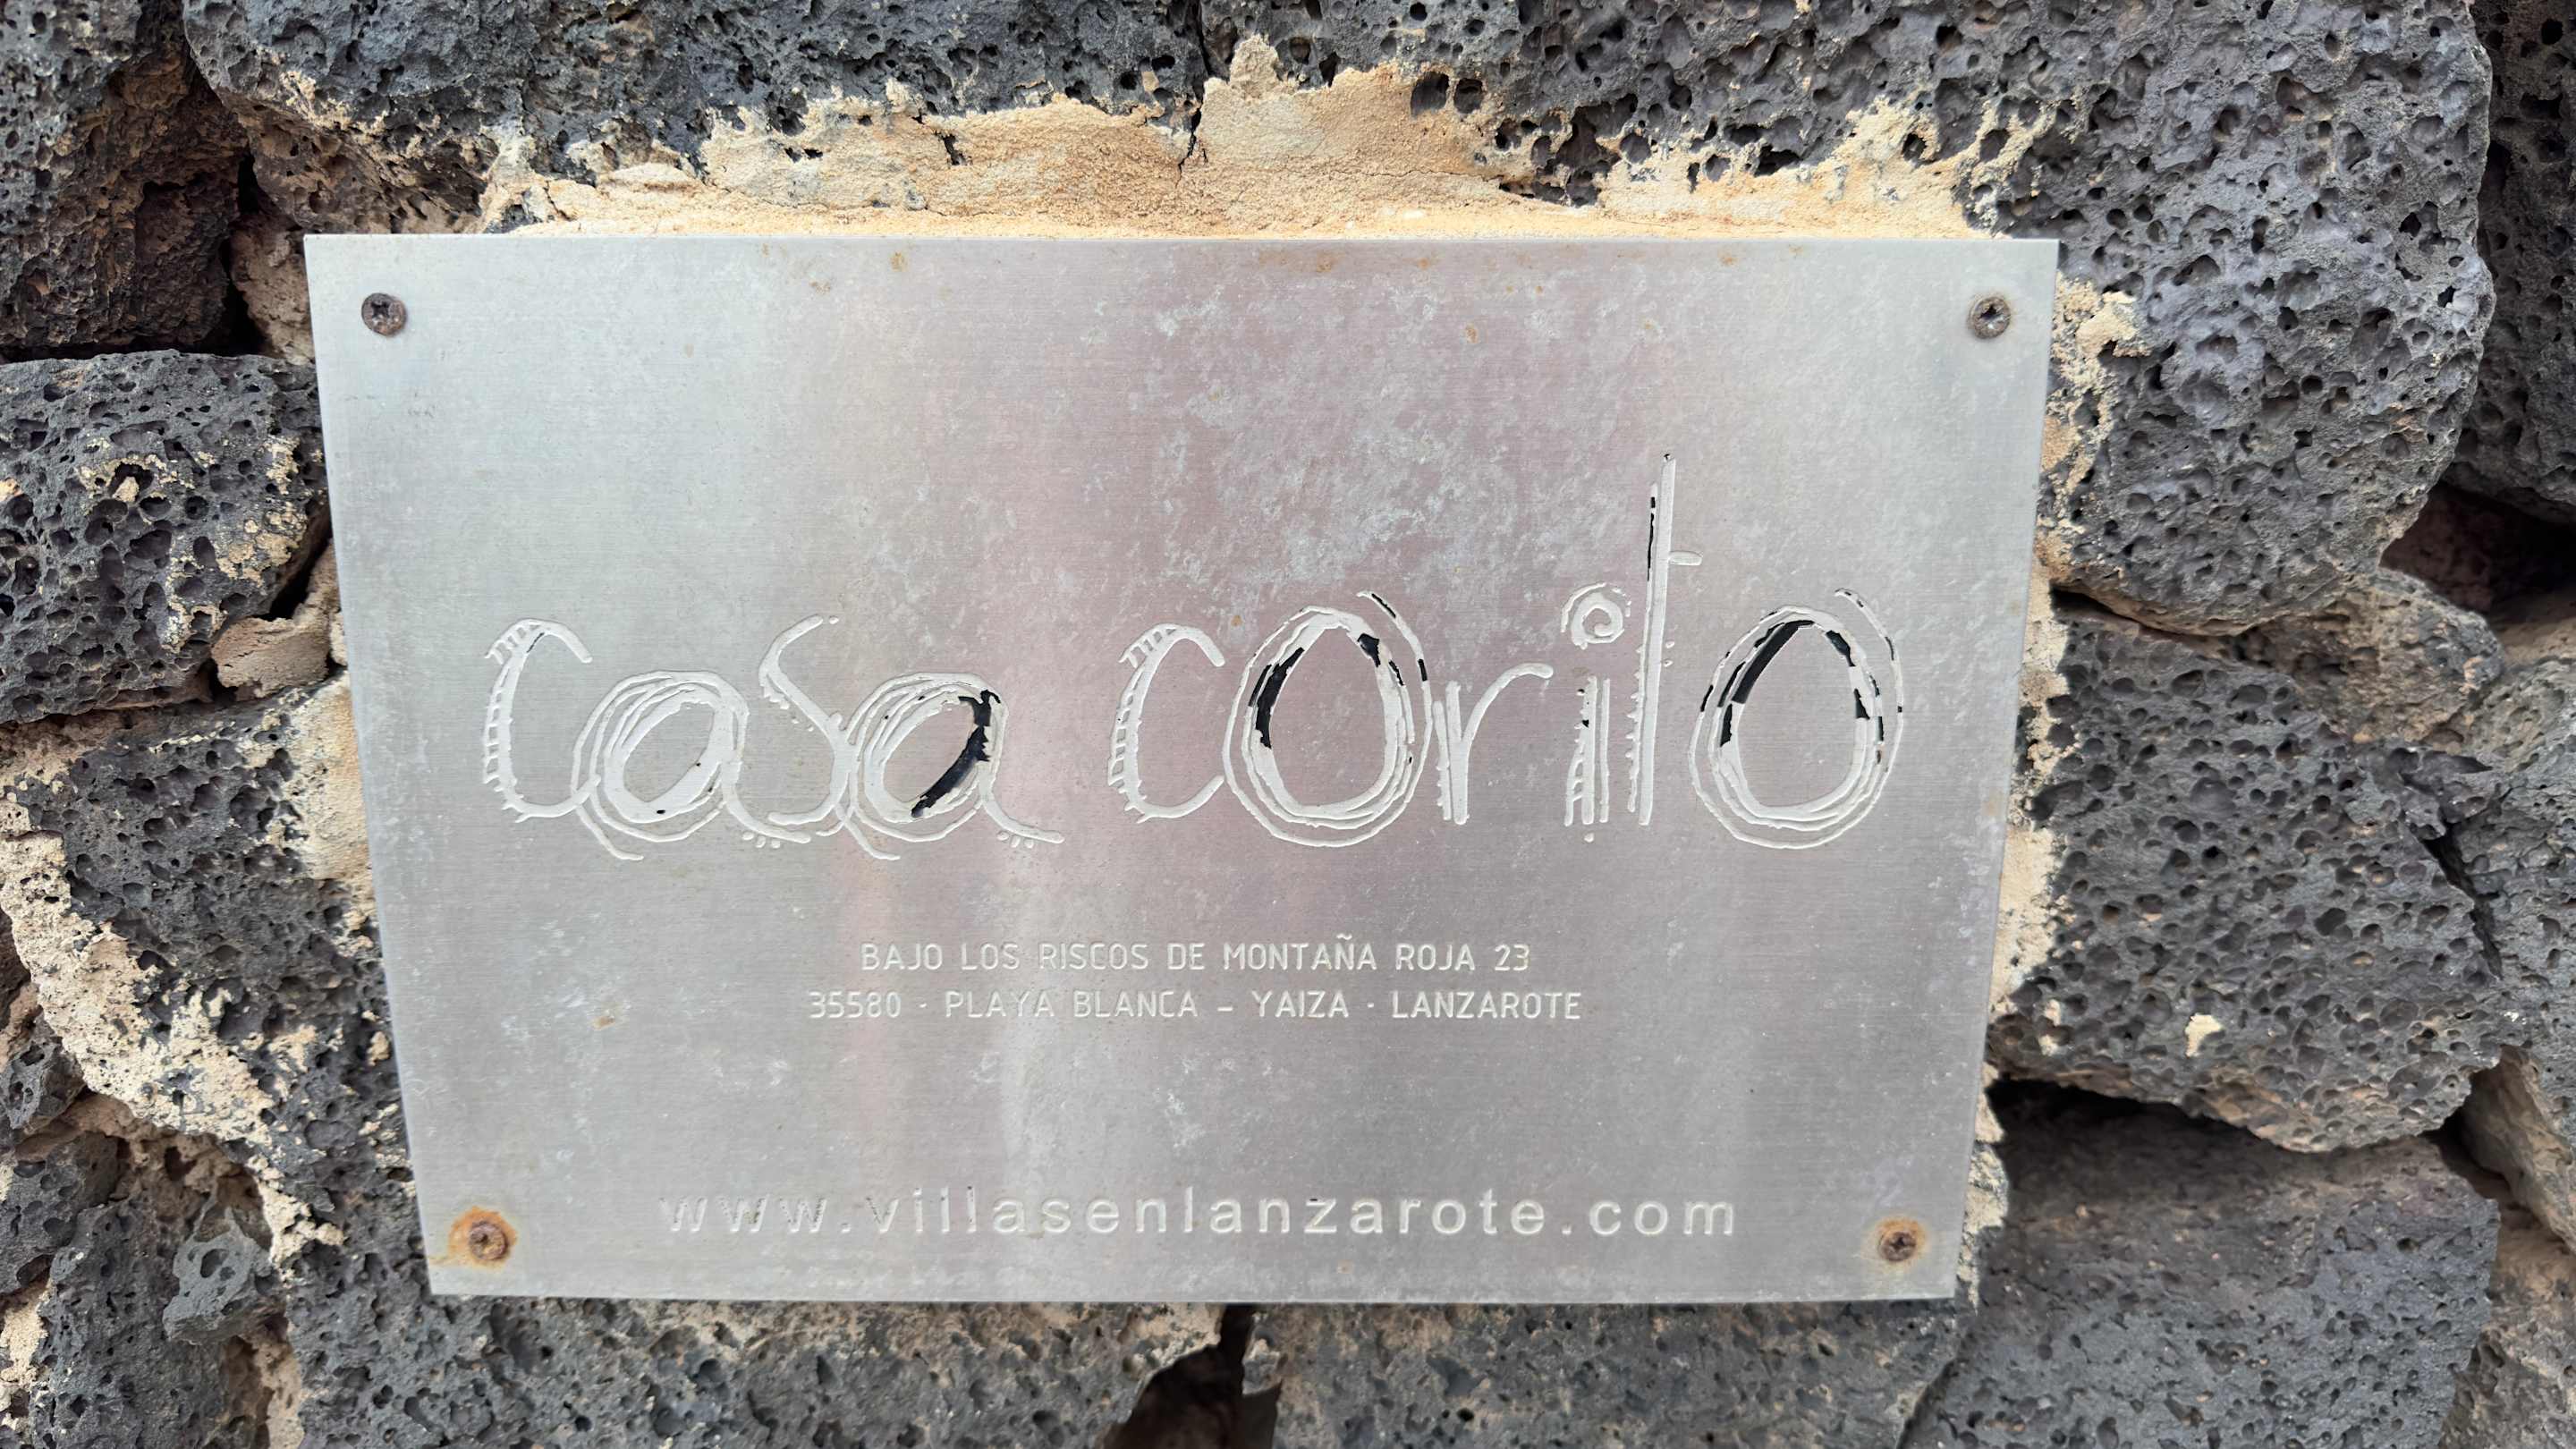 casa corito
BAJO LOS RISCOS DE MONTAÑA ROJA 23
35580 · PLAYA BLANCA - YAIZA · LANZAROTE
www.villasenlanzarote.com